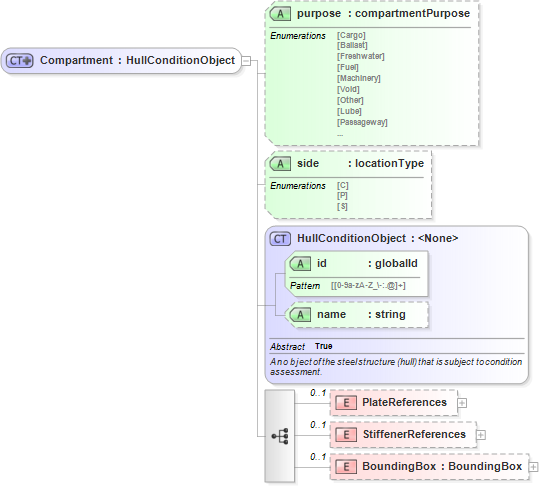 A purpose : compartmentPurpose
Enumerations [Cargo]
[Ballast]
[Freshwater]
[Fuel]
[Machinery]
[Void]
[Other]
[Lube]
[Passageway]
...
CT Compartment : HullConditionObject
A side : locationType
Enumerations [C]
[P]
[S]
CT HullConditionObject : <None>
A id : globalId
Pattern [[0-9a-zA-Z_\-:.@]+]
A name : string
Abstract True
An object of the steel structure (hull) that is subject to condition
assessment.
0..1
E PlateReferences
0..1
E StiffenerReferences
0..1
E BoundingBox : BoundingBox